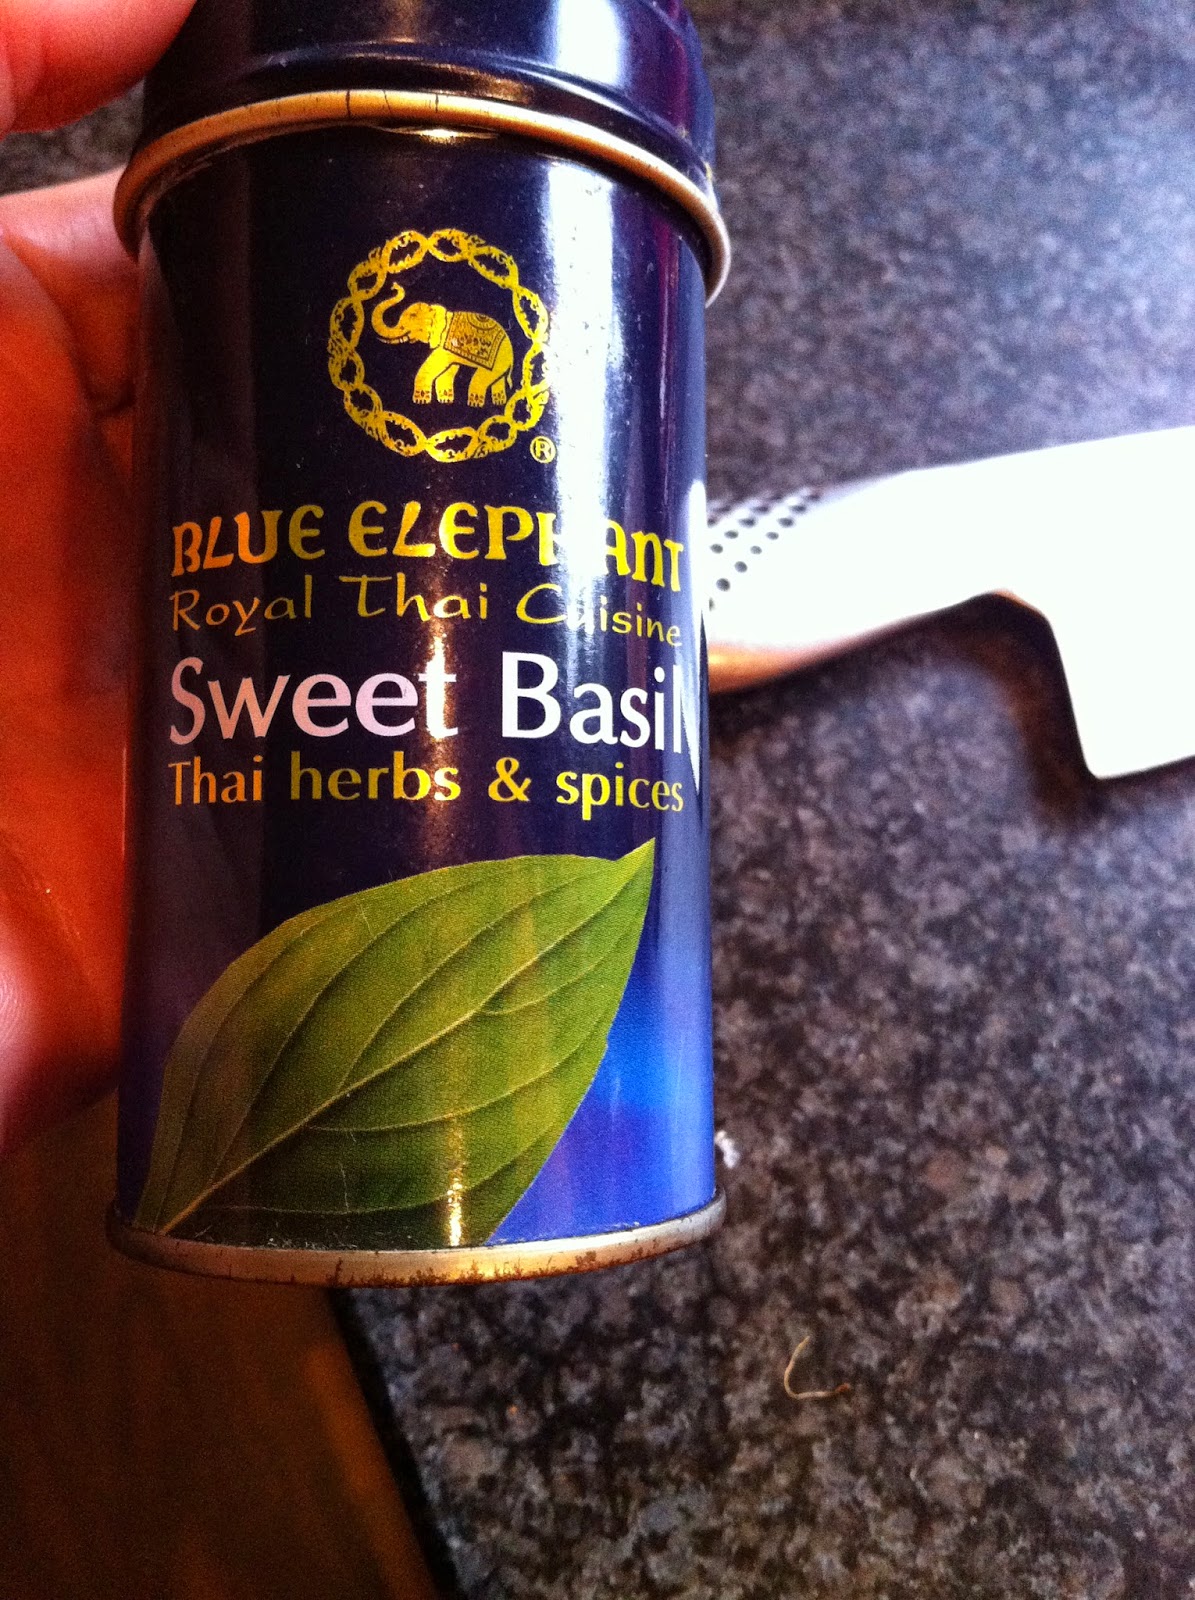 ®
BLUE ELEPHANT
Royal Thai Cuisine
Sweet Basil
Thai herbs & spices